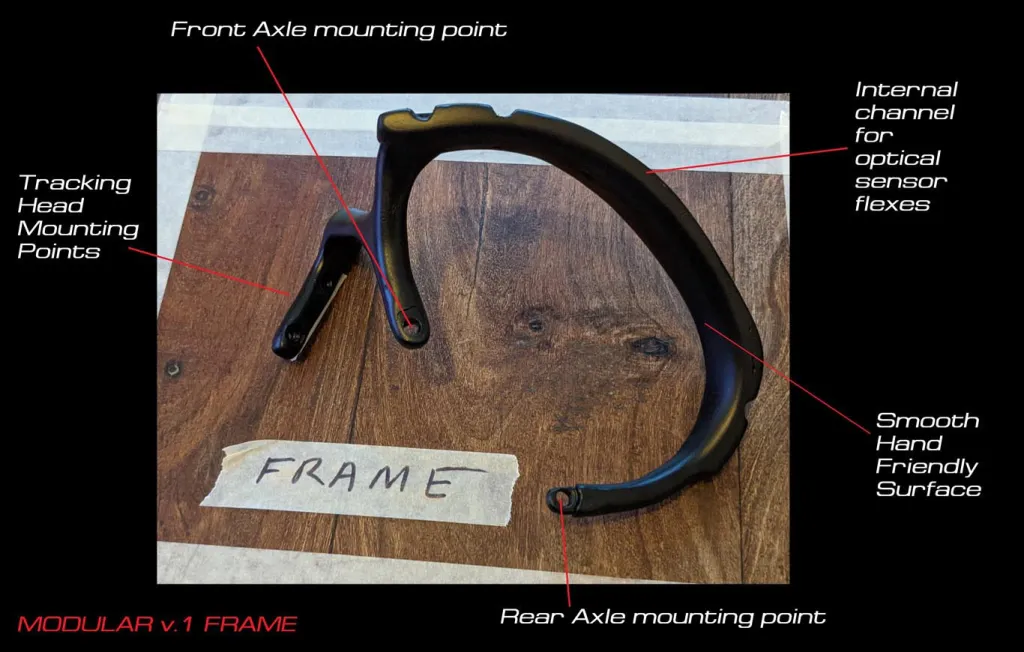 Front Axle mounting point
Internal
channel
for
optical
sensor
flexes
Tracking
Head
Mounting
Points
Smooth
Hand
Friendly
Surface
FRAME
Rear Axle mounting point
MODULAR v.1 FRAME